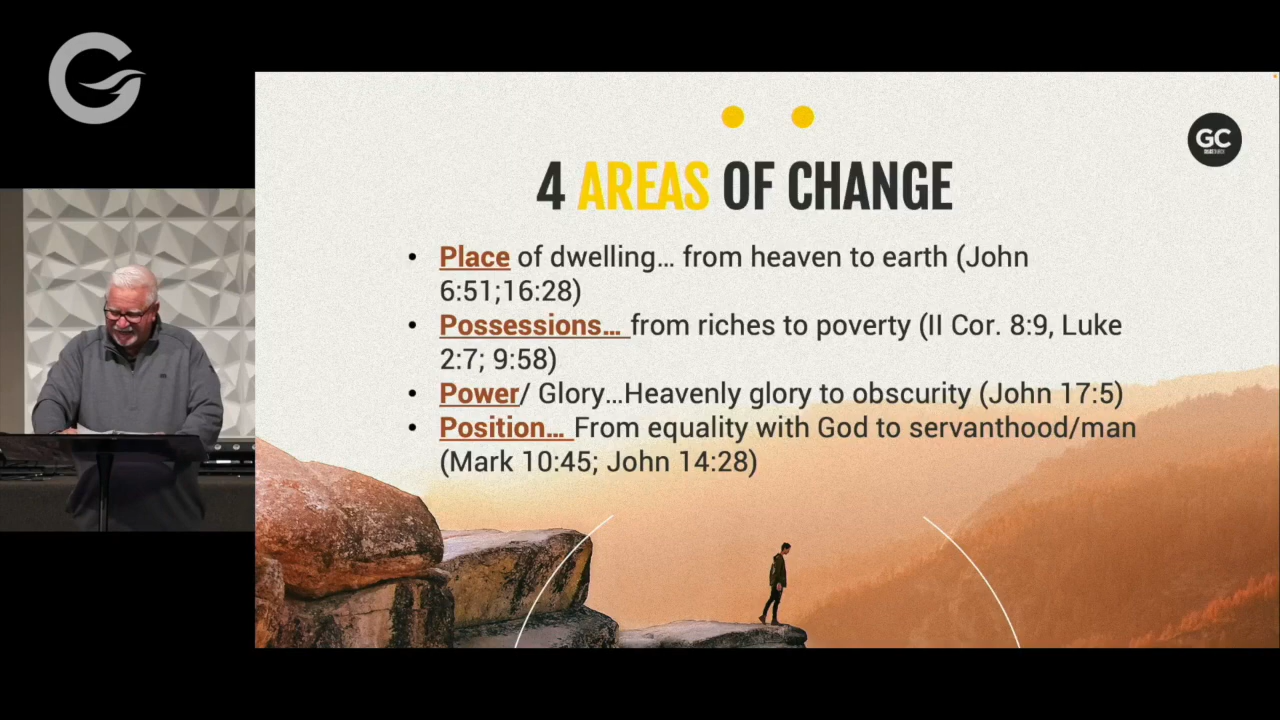 GC
4 AREAS OF CHANGE
• Place of dwelling… from heaven to earth (John
6:51;16:28)
• Possessions… from riches to poverty (II Cor. 8:9, Luke
2:7; 9:58)
• Power/ Glory…Heavenly glory to obscurity (John 17:5)
• Position… From equality with God to servanthood/man
(Mark 10:45; John 14:28)